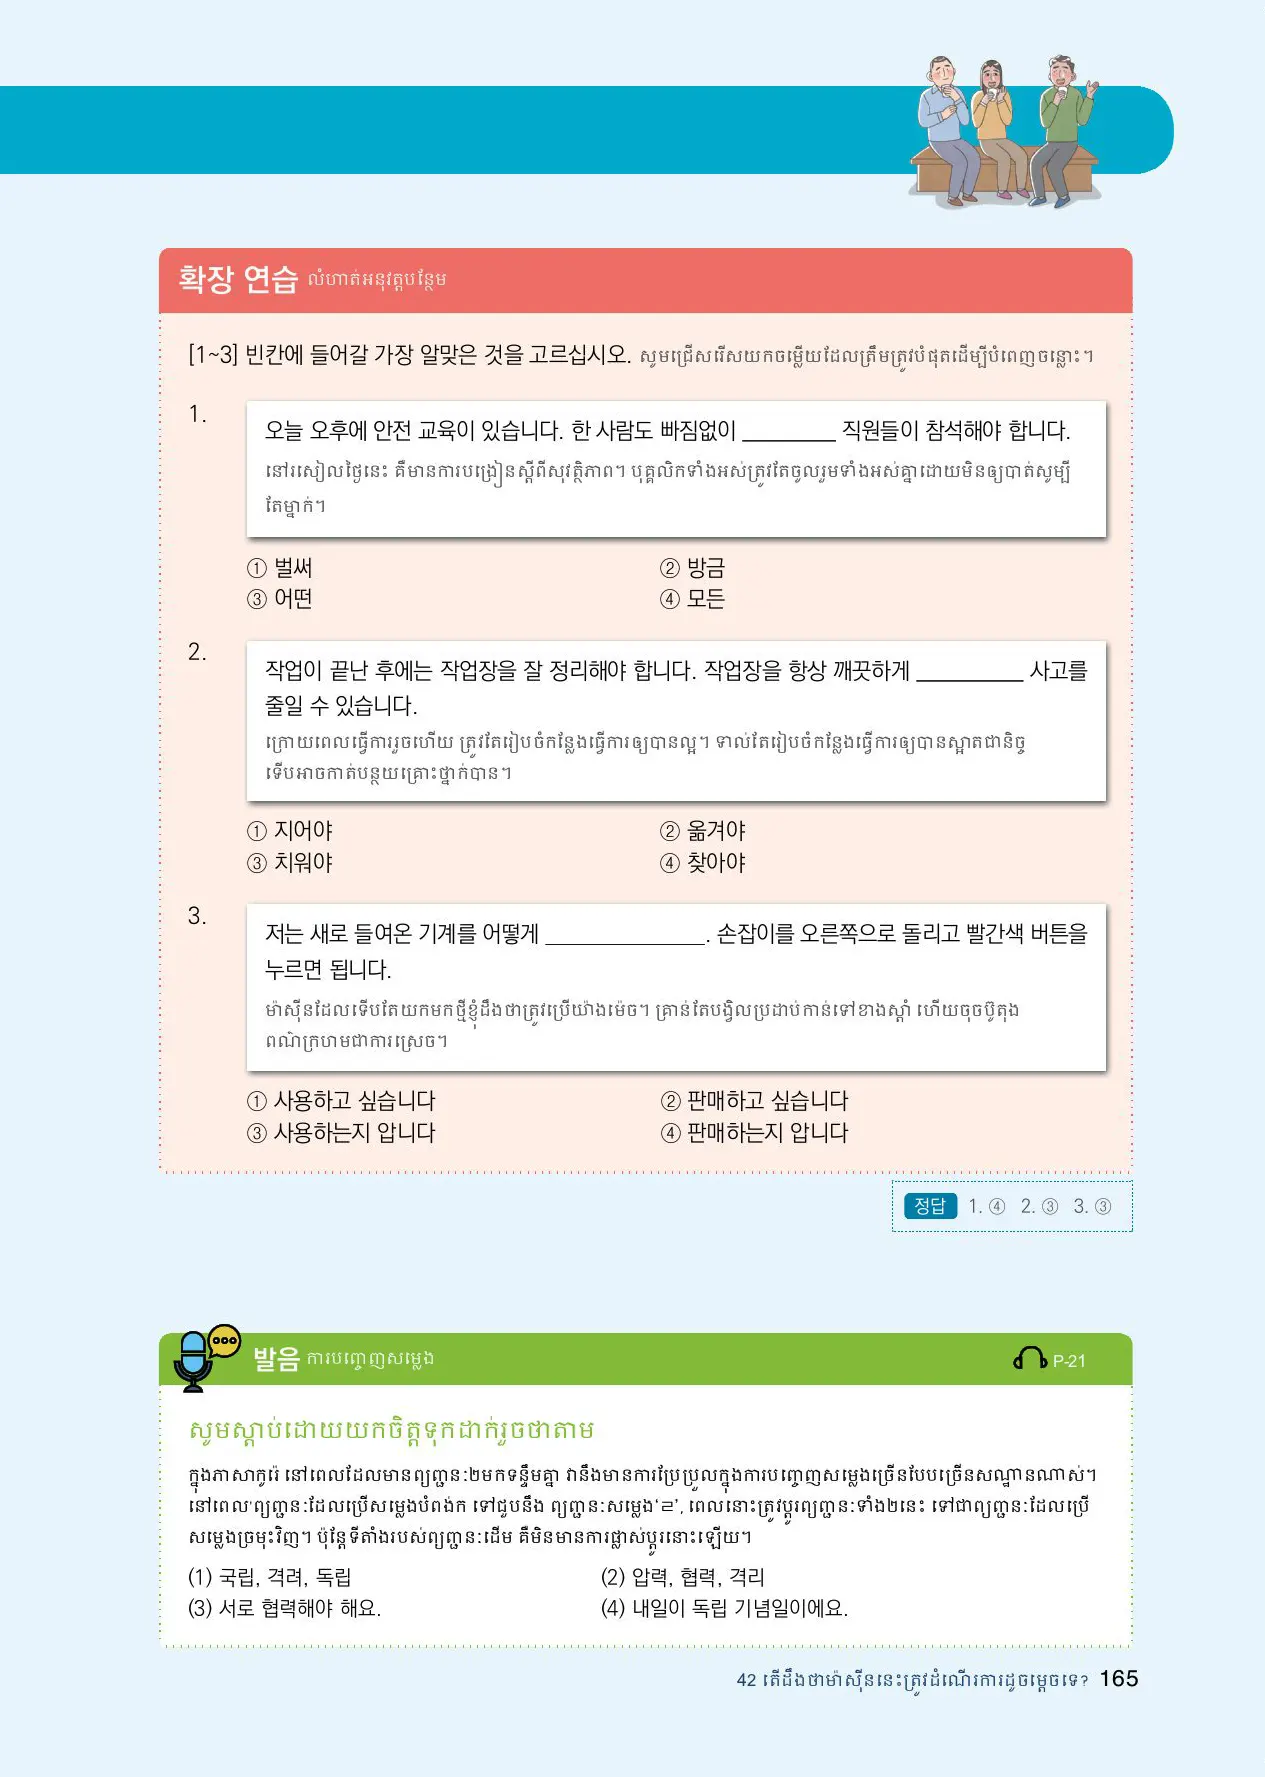 확장 연습 លំហាត់អនុវត្តបន្ថែម
[1~3] 빈칸에 들어갈 가장 알맞은 것을 고르십시오. សូមជ្រើសរើសយកចម្លើយដែលត្រឹមត្រូវបំផុតដើម្បីបំពេញចន្លោះ។
1.
오늘 오후에 안전 교육이 있습니다. 한 사람도 빠짐없이 ________ 직원들이 참석해야 합니다.
នៅរសៀលថ្ងៃនេះ គឺមានការបង្រៀនស្តីពីសុវត្ថិភាព។ បុគ្គលិកទាំងអស់ត្រូវតែចូលរួមទាំងអស់គ្នាដោយមិនឲ្យបាត់សូម្បី
តែម្នាក់។
① 벌써 ② 방금
③ 어떤 ④ 모든
2.
작업이 끝난 후에는 작업장을 잘 정리해야 합니다. 작업장을 항상 깨끗하게 _________ 사고를
줄일 수 있습니다.
ក្រោយពេលធ្វើការរួចហើយ ត្រូវតែរៀបចំកន្លែងធ្វើការឲ្យបានល្អ។ ទាល់តែរៀបចំកន្លែងធ្វើការឲ្យបានស្អាតជានិច្ច
ទើបអាចកាត់បន្ថយគ្រោះថ្នាក់បាន។
① 지어야 ② 옮겨야
③ 치워야 ④ 찾아야
3.
저는 새로 들여온 기계를 어떻게 _____________. 손잡이를 오른쪽으로 돌리고 빨간색 버튼을
누르면 됩니다.
ម៉ាស៊ីនដែលទើបតែយកមកថ្មីខ្ញុំដឹងថាត្រូវប្រើយ៉ាងម៉េច។ គ្រាន់តែបង្វិលប្រដាប់កាន់ទៅខាងស្តាំ ហើយចុចប៊ូតុង
ពណ៌ក្រហមជាការស្រេច។
① 사용하고 싶습니다 ② 판매하고 싶습니다
③ 사용하는지 압니다 ④ 판매하는지 압니다
정답 1. ④ 2. ③ 3. ③
발음 ការបញ្ចេញសម្លេង P-21
សូមស្តាប់ដោយយកចិត្តទុកដាក់រួចថាតាម
ក្នុងភាសាកូរ៉េ នៅពេលដែលមានព្យញ្ជនៈ២មកទន្ទឹមគ្នា វានឹងមានការប្រែប្រួលក្នុងការបញ្ចេញសម្លេងច្រើនបែបច្រើនសណ្ឋានណាស់។
នៅពេល'ព្យញ្ជនៈដែលប្រើសម្លេងបំពង់ក ទៅជួបនឹង ព្យញ្ជនៈសម្លេង‘ㄹ’, ពេលនោះត្រូវប្តូរព្យញ្ជនៈទាំង២នេះ ទៅជាព្យញ្ជនៈដែលប្រើ
សម្លេងច្រមុះវិញ។ ប៉ុន្តែទីតាំងរបស់ព្យញ្ជនៈដើម គឺមិនមានការផ្លាស់ប្តូរនោះឡើយ។
(1) 국립, 격려, 독립 (2) 압력, 협력, 격리
(3) 서로 협력해야 해요. (4) 내일이 독립 기념일이에요.
42 តើដឹងថាម៉ាស៊ីននេះត្រូវដំណើរការដូចម្តេចទេ? 165